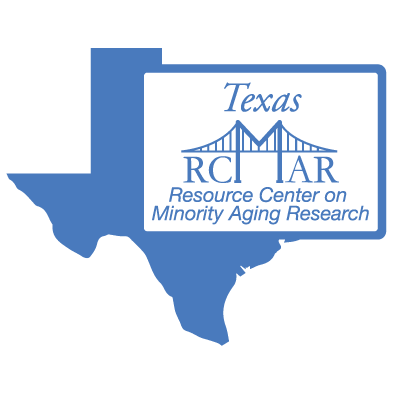 Texas
RCMAR
Resource Center on
Minority Aging Research